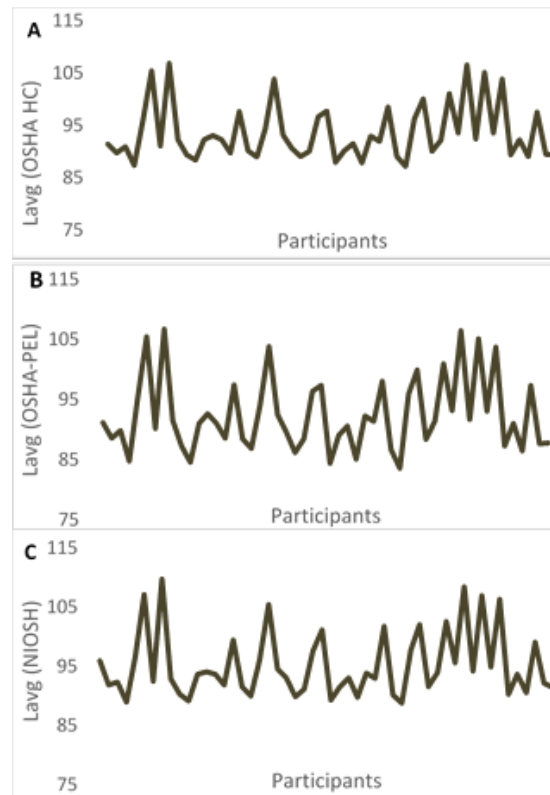 A
Lavg (OSHA HC)
115
105
95
85
75
Participants
B
Lavg (OSHA-PEL)
115
105
95
85
75
Participants
C
Lavg (NIOSH)
115
105
95
85
75
Participants